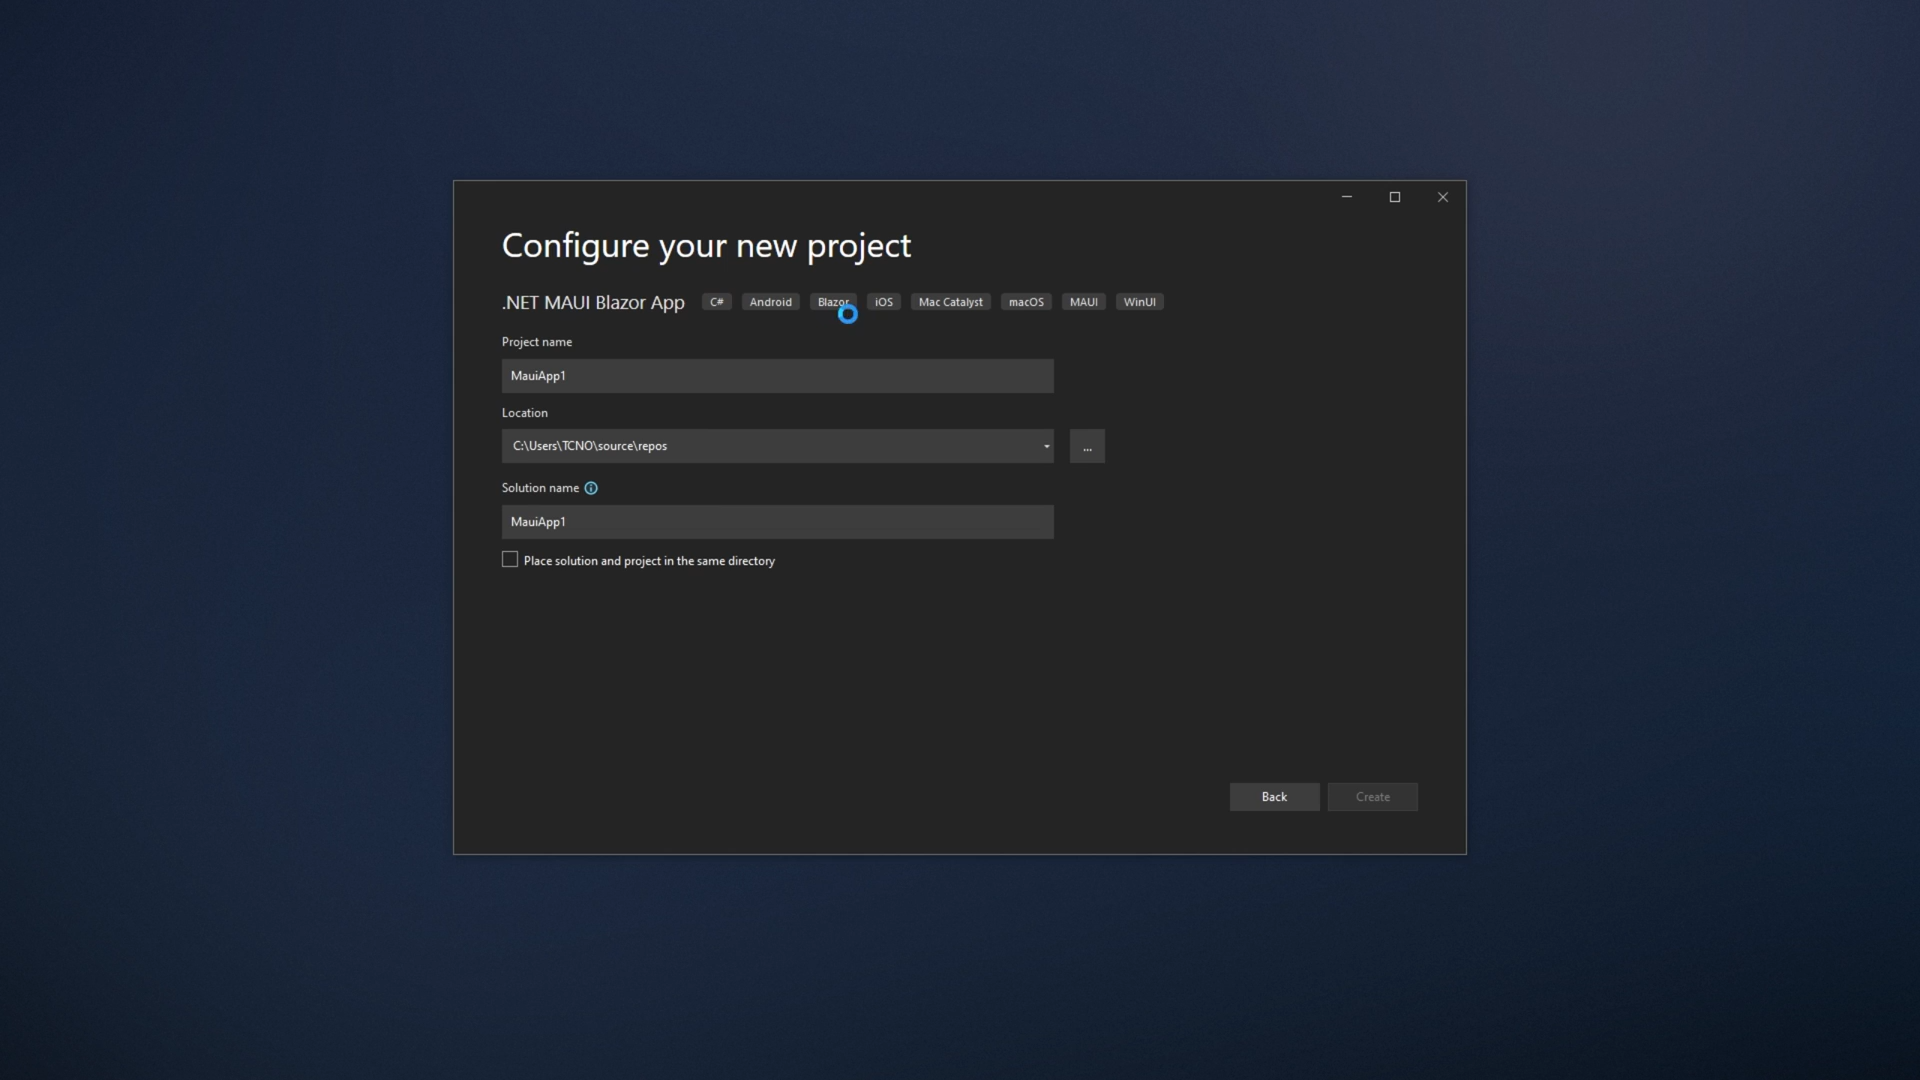 Configure your new project
.NET MAUI Blazor App C# Android Blazor iOS Mac Catalyst macOS MAUI WinUI
Project name
MauiApp1
Location
C:\Users\TCNO\source\repos
...
Solution name
MauiApp1
Place solution and project in the same directory
Back Create